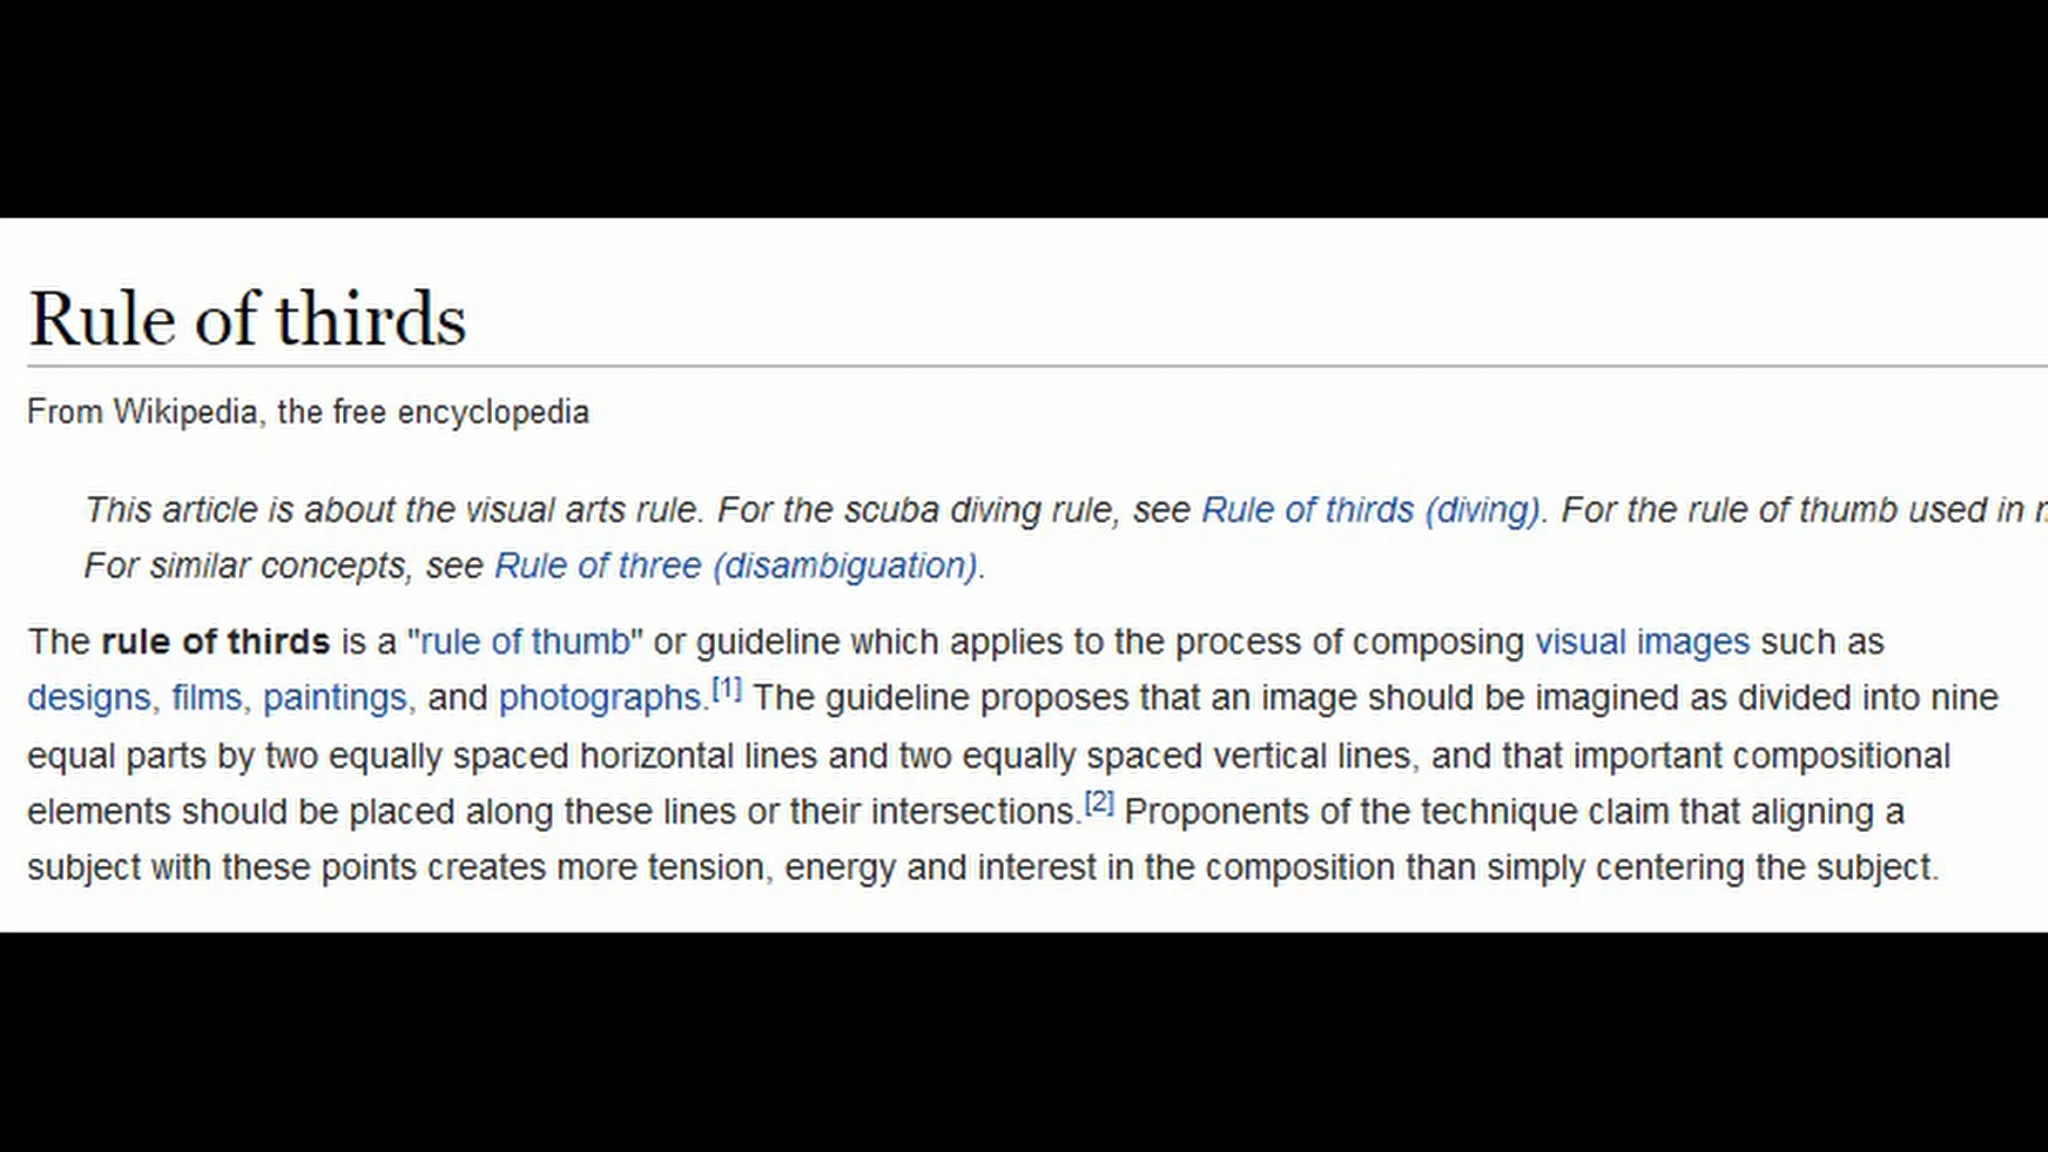 Rule of thirds
From Wikipedia, the free encyclopedia
This article is about the visual arts rule. For the scuba diving rule, see Rule of thirds (diving). For the rule of thumb used in
For similar concepts, see Rule of three (disambiguation).
The rule of thirds is a "rule of thumb" or guideline which applies to the process of composing visual images such as
designs, films, paintings, and photographs.[1] The guideline proposes that an image should be imagined as divided into nine
equal parts by two equally spaced horizontal lines and two equally spaced vertical lines, and that important compositional
elements should be placed along these lines or their intersections.[2] Proponents of the technique claim that aligning a
subject with these points creates more tension, energy and interest in the composition than simply centering the subject.